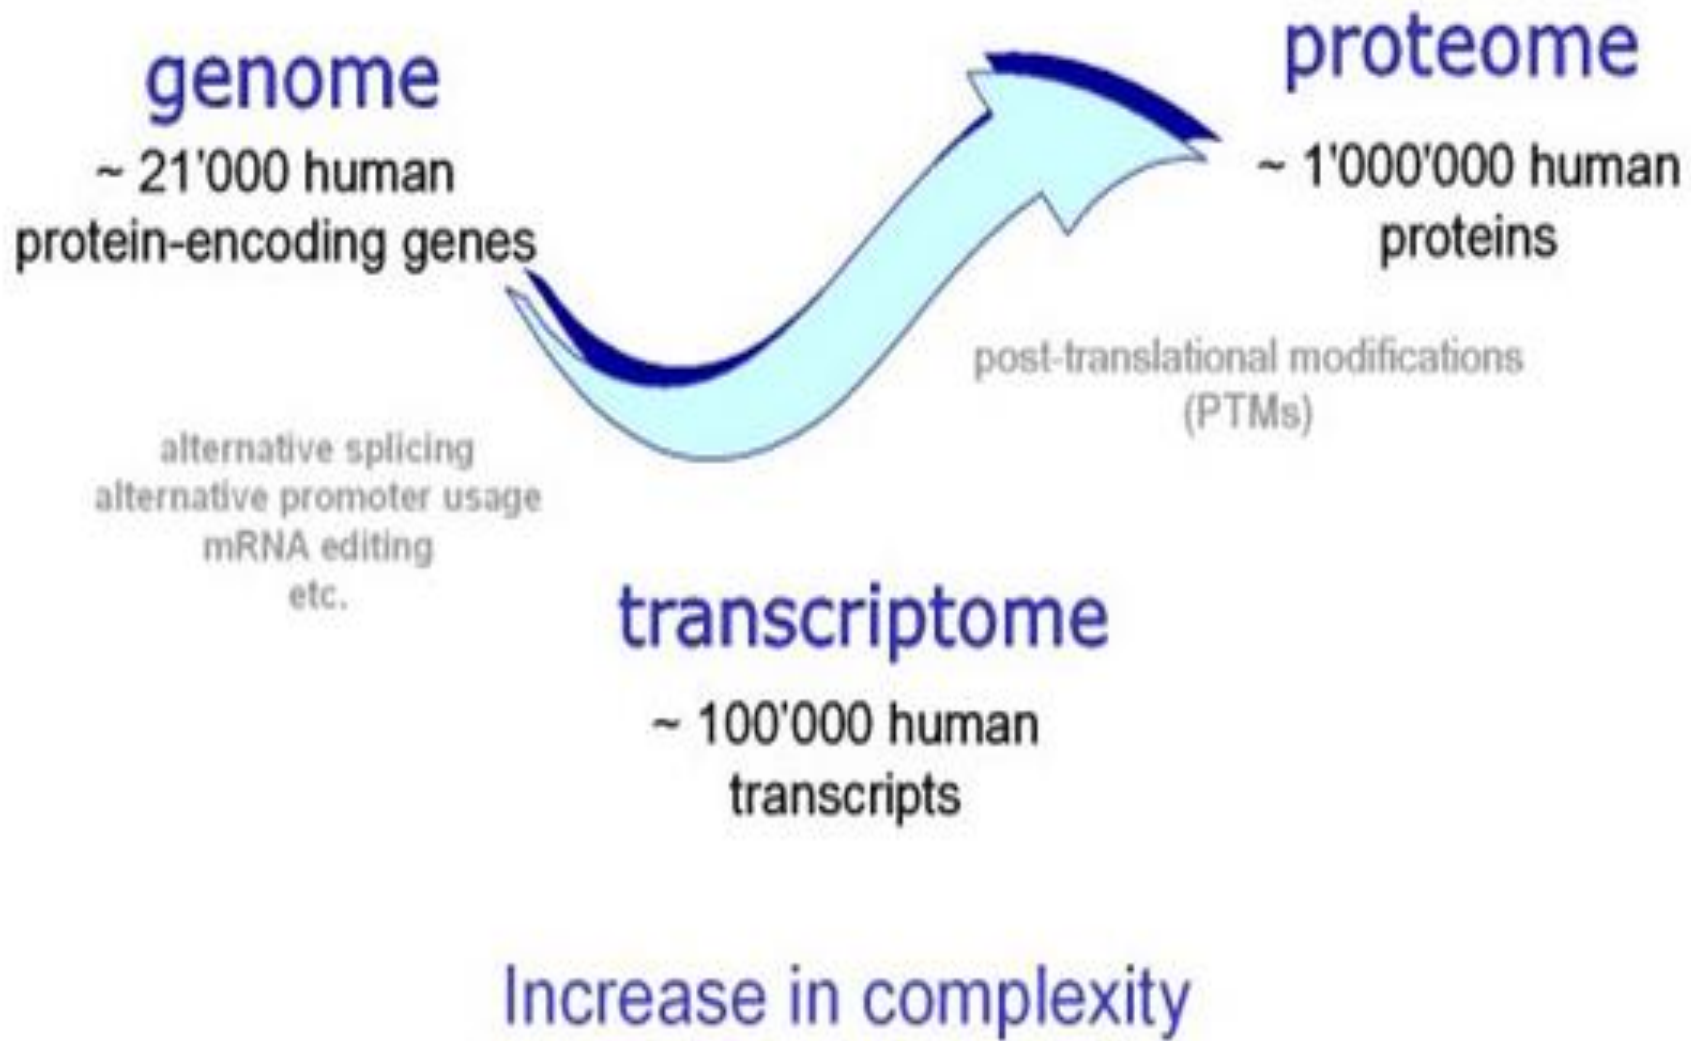 genome
~ 21'000 human
protein-encoding genes
proteome
~ 1'000'000 human
proteins
post-translational modifications
(PTMs)
alternative splicing
alternative promoter usage
mRNA editing
etc.
transcriptome
~ 100'000 human
transcripts
Increase in complexity